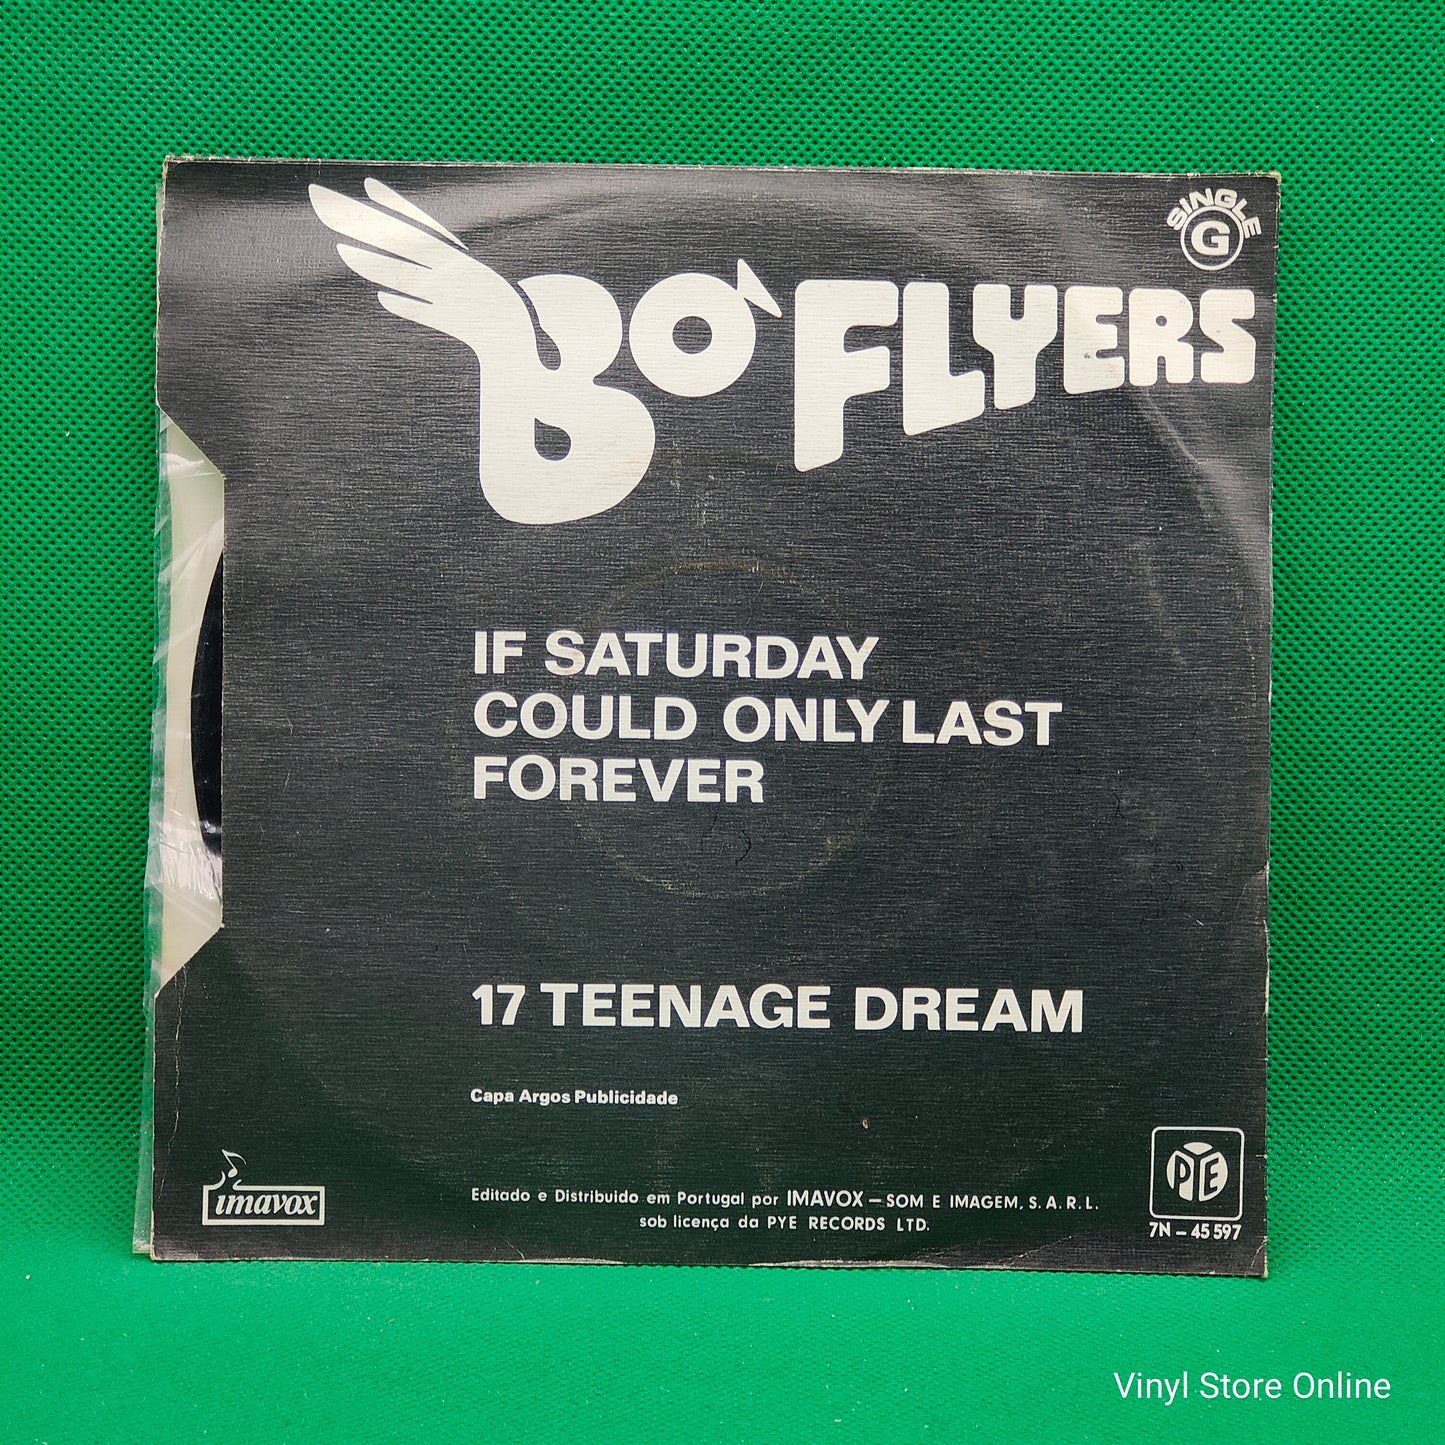 SINGLE
G
BO' FLYERS
IF SATURDAY
COULD ONLY LAST
FOREVER
17 TEENAGE DREAM
Capa Argos Publicidade
imavox
Editado e Distribuido em Portugal por IMAVOX – SOM E IMAGEM, S.A.R.L.
sob licença da PYE RECORDS LTD.
PYE
7N – 45 597
Vinyl Store Online